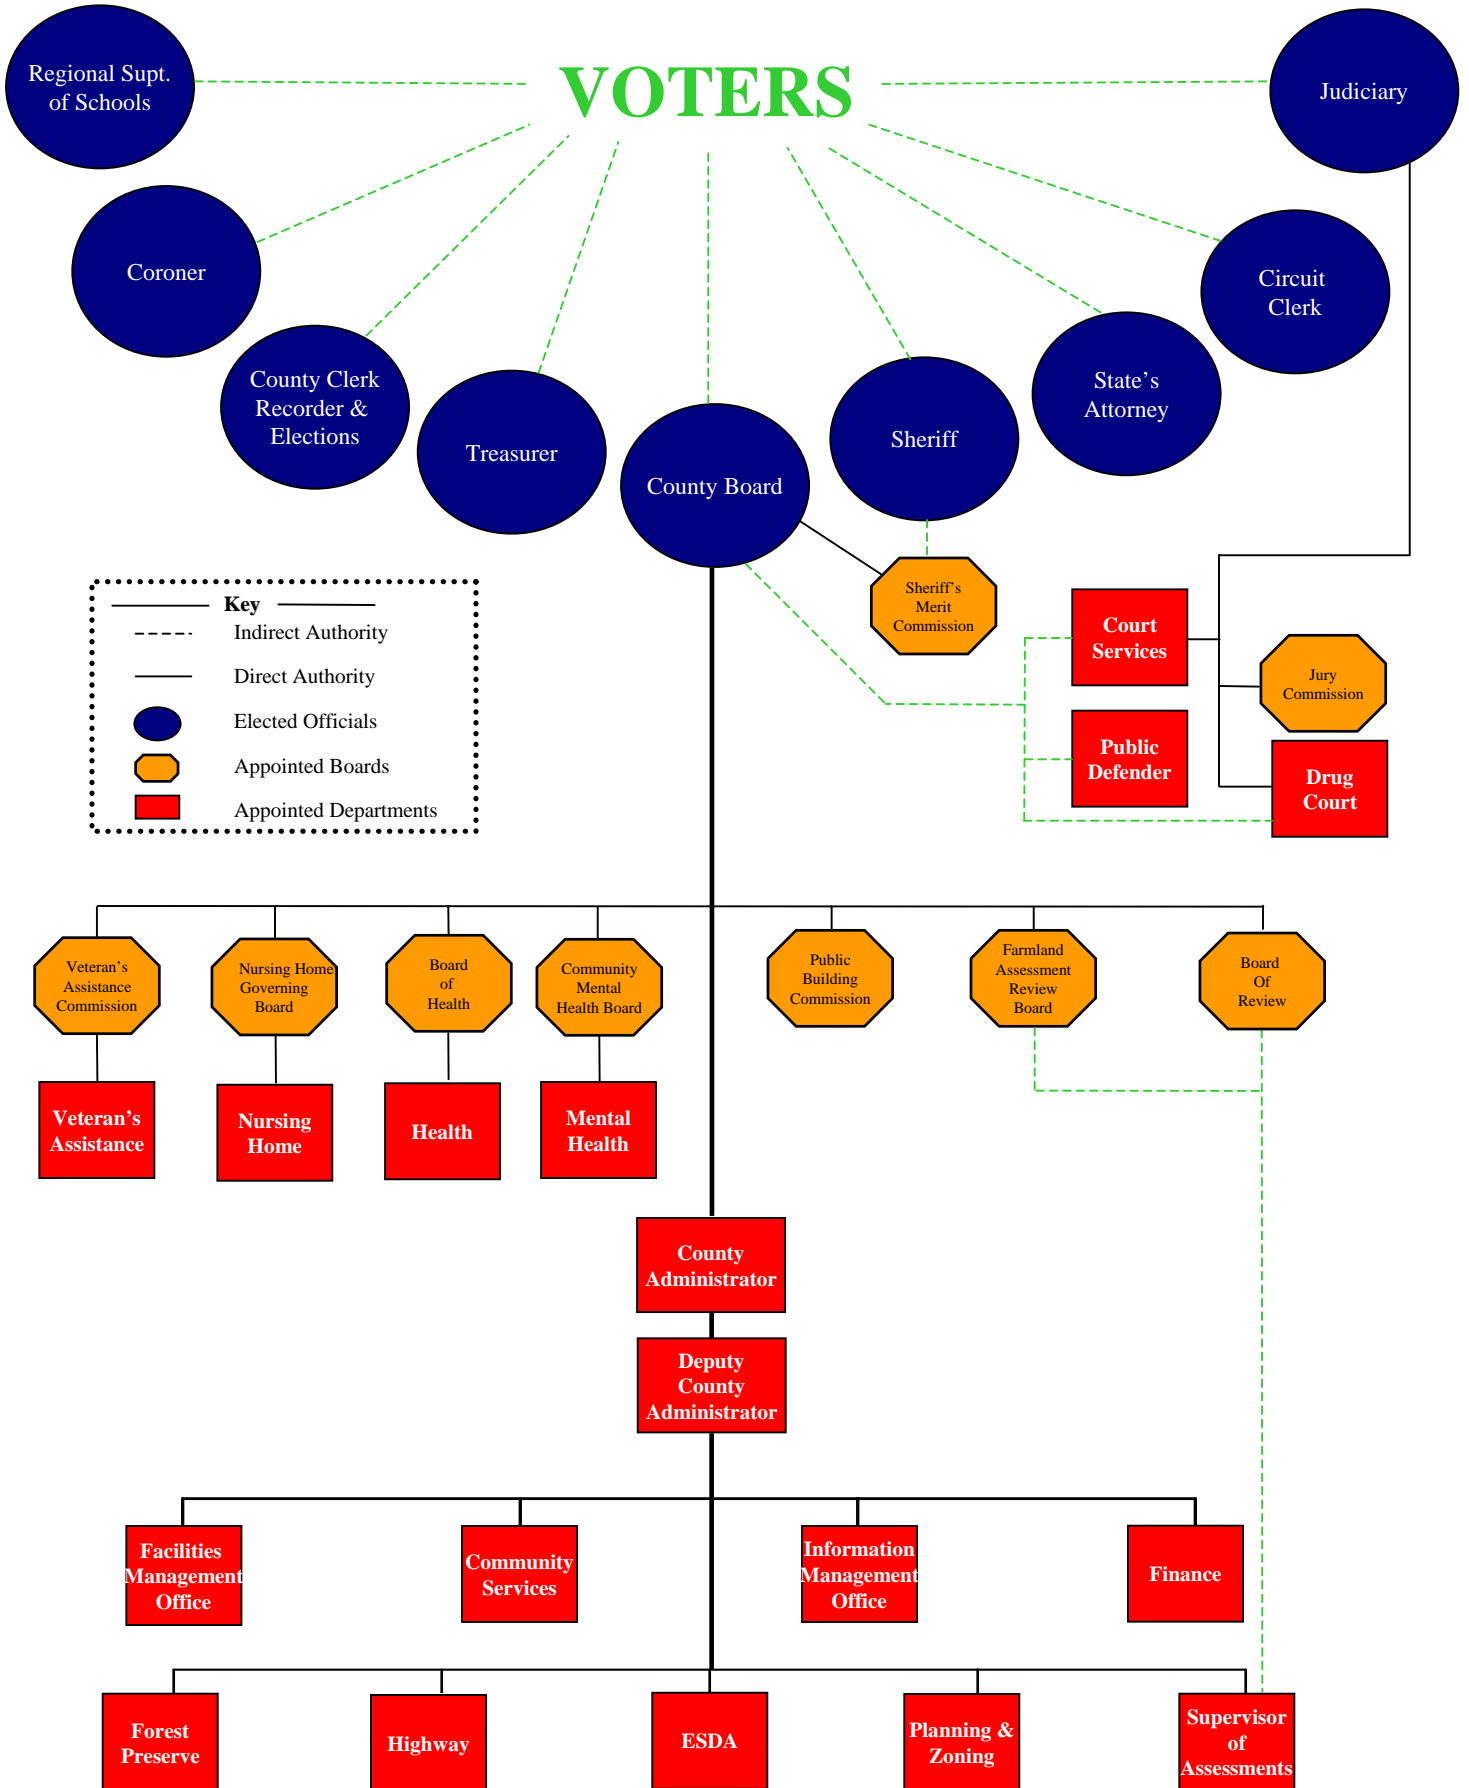 VOTERS
Regional Supt.
of Schools
Judiciary
Coroner
Circuit
Clerk
County Clerk
Recorder &
Elections
Treasurer
County Board
Sheriff
State’s
Attorney
Sheriff’s
Merit
Commission
Key
Indirect Authority
Direct Authority
Elected Officials
Appointed Boards
Appointed Departments
Court
Services
Jury
Commission
Public
Defender
Drug
Court
Veteran’s
Assistance
Commission
Nursing Home
Governing
Board
Board
of
Health
Community
Mental
Health Board
Public
Building
Commission
Farmland
Assessment
Review
Board
Board
Of
Review
Veteran’s
Assistance
Nursing
Home
Health
Mental
Health
County
Administrator
Deputy
County
Administrator
Facilities
Management
Office
Community
Services
Information
Management
Office
Finance
Forest
Preserve
Highway
ESDA
Planning &
Zoning
Supervisor
of
Assessments